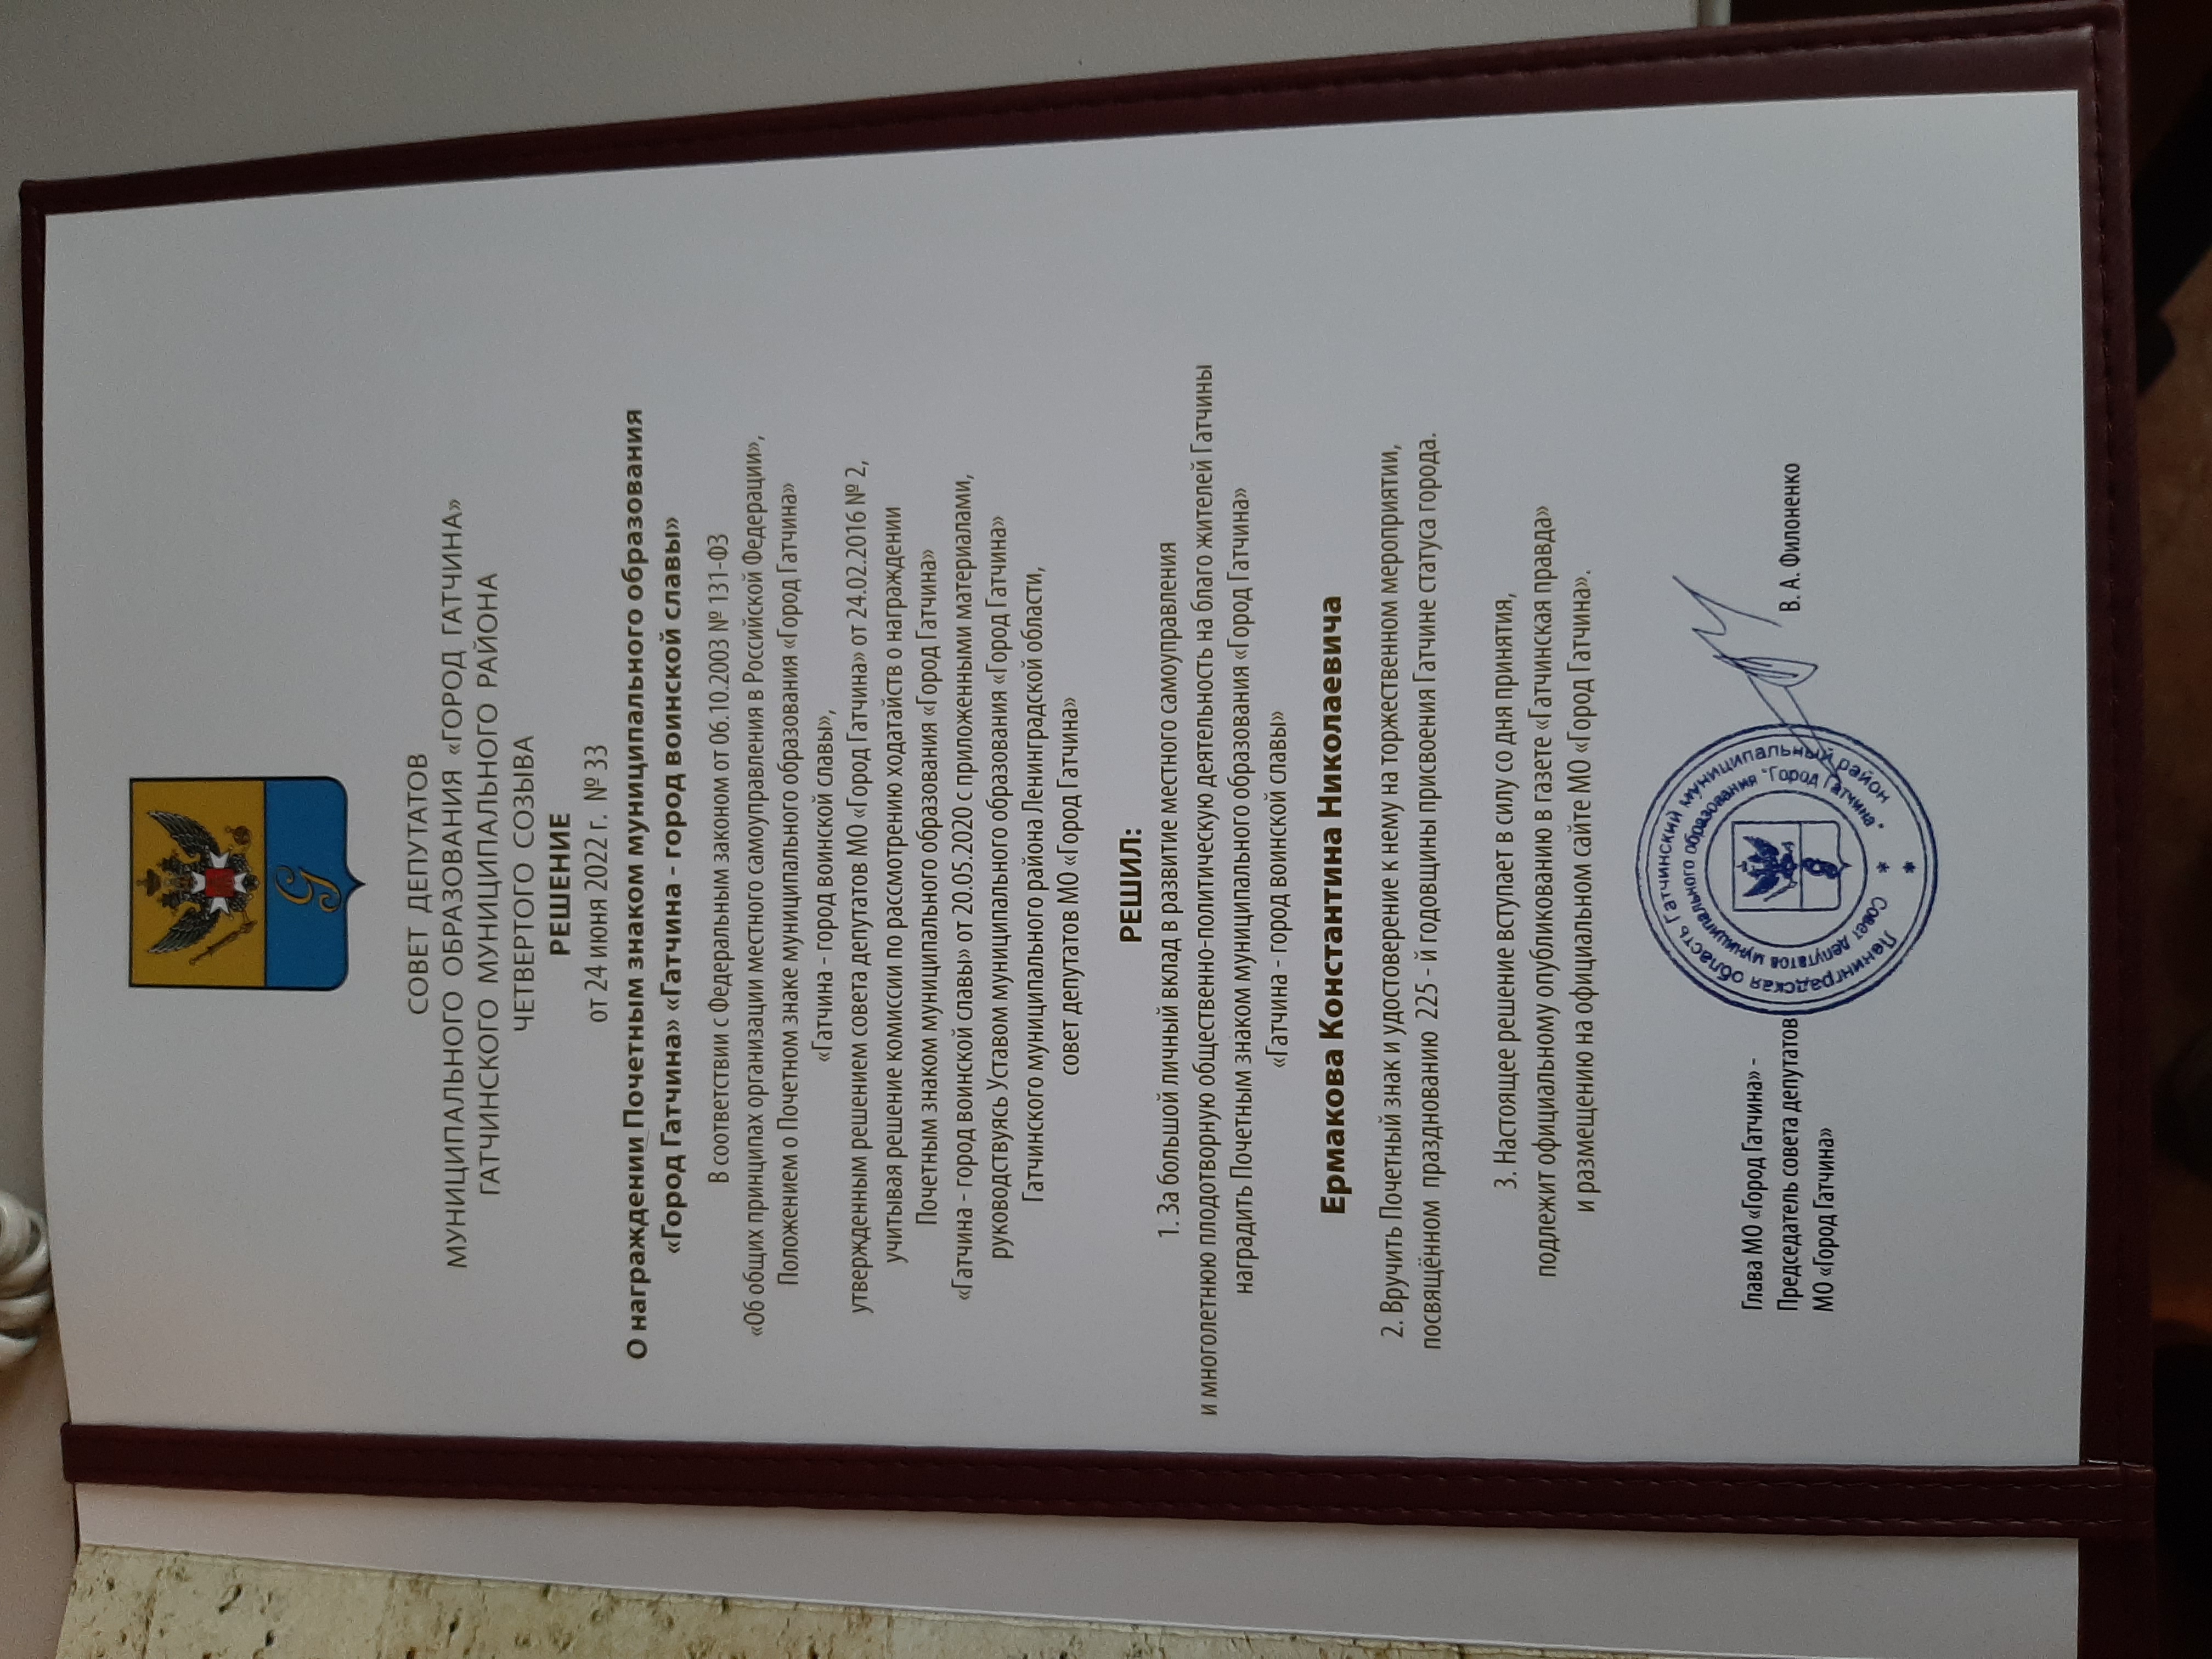 СОВЕТ ДЕПУТАТОВ
МУНИЦИПАЛЬНОГО ОБРАЗОВАНИЯ «ГОРОД ГАТЧИНА»
ГАТЧИНСКОГО МУНИЦИПАЛЬНОГО РАЙОНА
ЧЕТВЕРТОГО СОЗЫВА
РЕШЕНИЕ
от 24 июня 2022 г. № 33
О награждении Почетным знаком муниципального образования
«Город Гатчина» «Гатчина - город воинской славы»
В соответствии с Федеральным законом от 06.10.2003 № 131-ФЗ
«Об общих принципах организации местного самоуправления в Российской Федерации»,
Положением о Почетном знаке муниципального образования «Город Гатчина»
«Гатчина - город воинской славы»,
утвержденным решением совета депутатов МО «Город Гатчина» от 24.02.2016 № 2,
учитывая решение комиссии по рассмотрению ходатайств о награждении
Почетным знаком муниципального образования «Город Гатчина»
«Гатчина - город воинской славы» от 20.05.2020 с приложенными материалами,
руководствуясь Уставом муниципального образования «Город Гатчина»
Гатчинского муниципального района Ленинградской области,
совет депутатов МО «Город Гатчина»
РЕШИЛ:
1. За большой личный вклад в развитие местного самоуправления
и многолетнюю плодотворную общественно-политическую деятельность на благо жителей Гатчины
наградить Почетным знаком муниципального образования «Город Гатчина»
«Гатчина - город воинской славы»
Ермакова Константина Николаевича
2. Вручить Почетный знак и удостоверение к нему на торжественном мероприятии,
посвящённом празднованию 225 - й годовщины присвоения Гатчине статуса города.
3. Настоящее решение вступает в силу со дня принятия,
подлежит официальному опубликованию в газете «Гатчинская правда»
и размещению на официальном сайте МО «Город Гатчина».
Глава МО «Город Гатчина» -
Председатель совета депутатов
МО «Город Гатчина»
В. А. Филоненко
Ленинградская область Гатчинский муниципальный район
Совет депутатов муниципального образования "Город Гатчина"